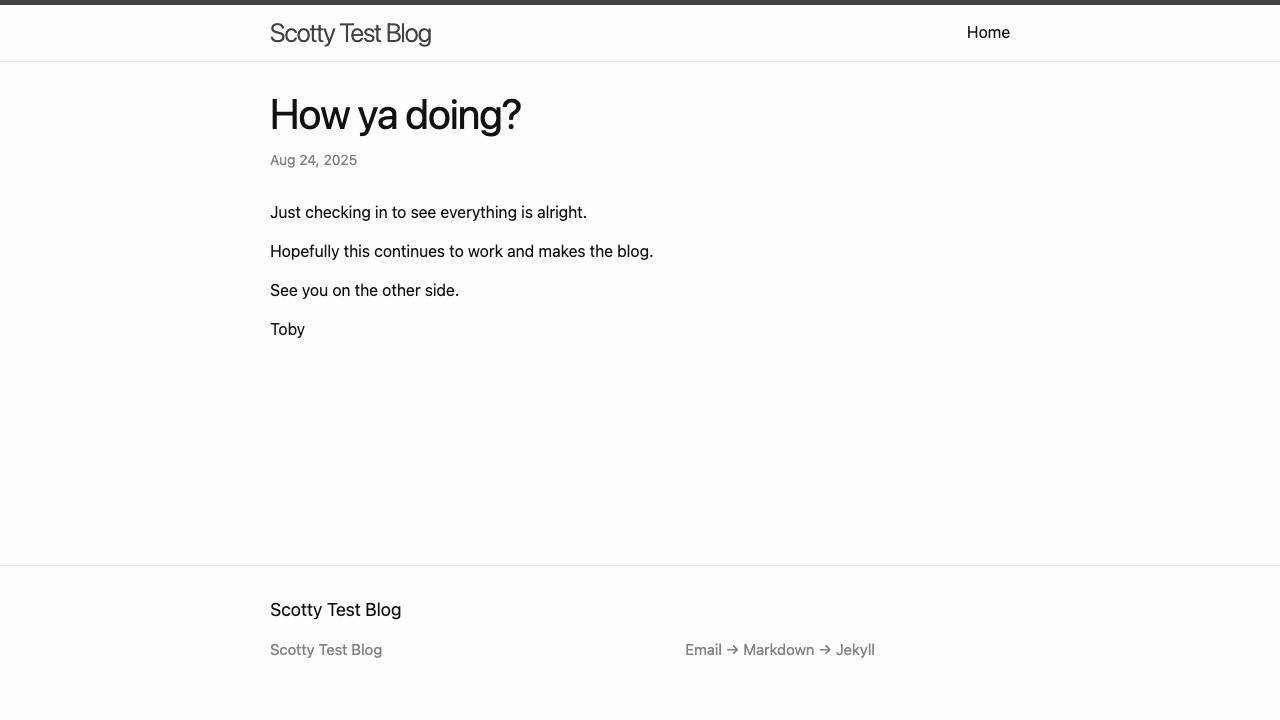 Scotty Test Blog
Home
How ya doing?
Aug 24, 2025
Just checking in to see everything is alright.
Hopefully this continues to work and makes the blog.
See you on the other side.
Toby
Scotty Test Blog
Scotty Test Blog
Email → Markdown → Jekyll